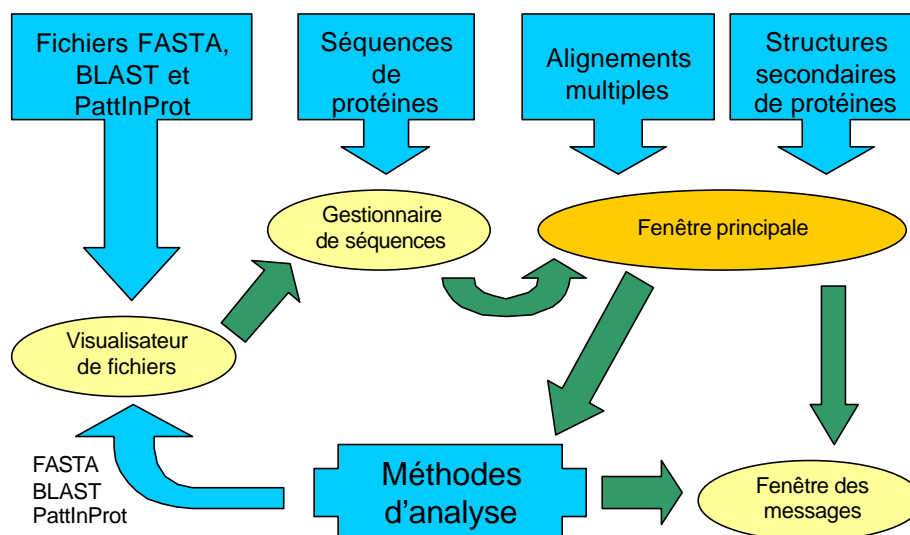 Fichiers FASTA,
BLAST et
PattInProt
Séquences
de
protéines
Alignements
multiples
Structures
secondaires
de protéines
Gestionnaire
de séquences
Fenêtre principale
Visualisateur
de fichiers
FASTA
BLAST
PattInProt
Méthodes
d'analyse
Fenêtre des
messages